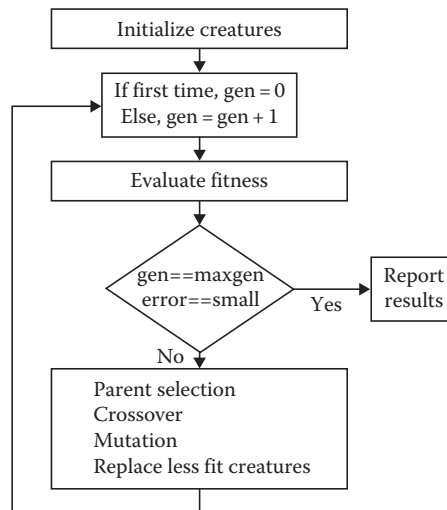 Initialize creatures
If first time, gen = 0
Else, gen = gen + 1
Evaluate fitness
gen==maxgen
error==small
Yes
Report
results
No
Parent selection
Crossover
Mutation
Replace less fit creatures